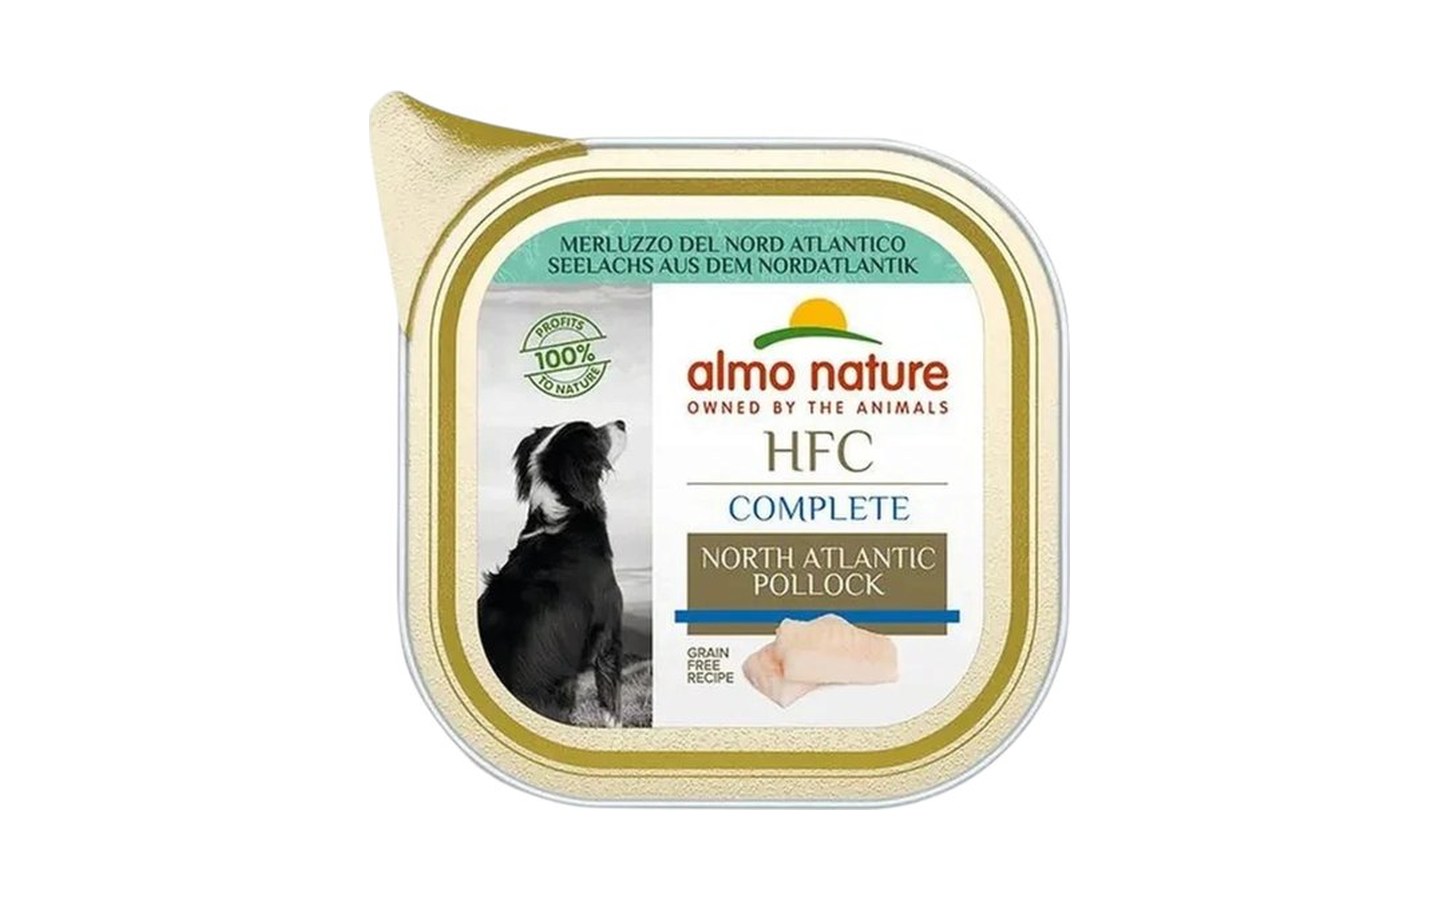 MERLUZZO DEL NORD ATLANTICO
SEELACHS AUS DEM NORDATLANTIK
PROFITS
100%
TO NATURE
almo nature
OWNED BY THE ANIMALS
HFC
COMPLETE
NORTH ATLANTIC
POLLOCK
GRAIN
FREE
RECIPE